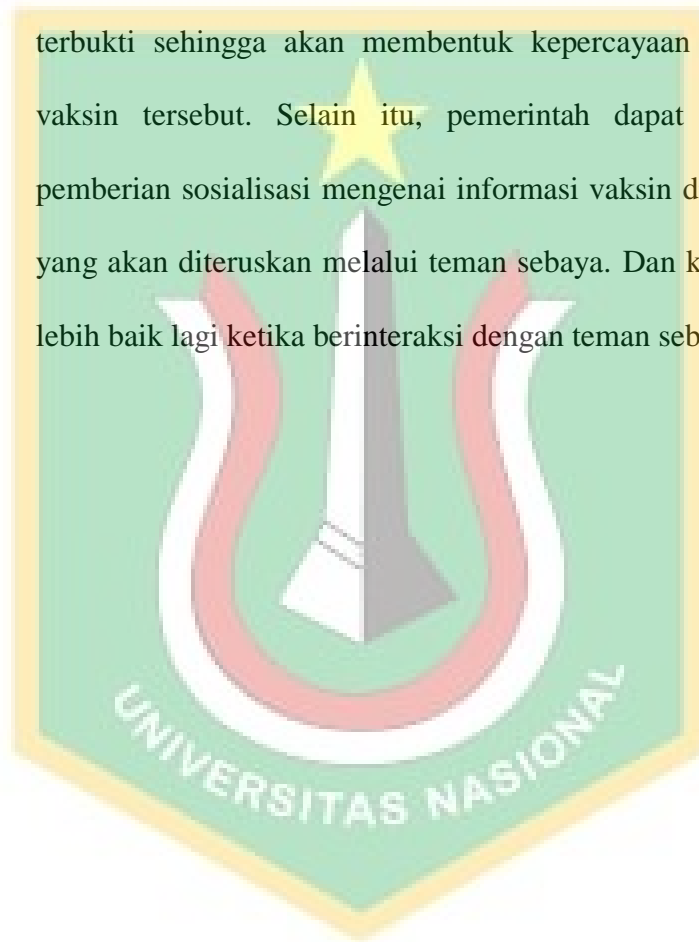 terbukti sehingga akan membentuk kepercayaan
vaksin tersebut. Selain itu, pemerintah dapat
pemberian sosialisasi mengenai informasi vaksin
yang akan diteruskan melalui teman sebaya. Dan
lebih baik lagi ketika berinteraksi dengan teman
UNIVERSITAS NASIONAL